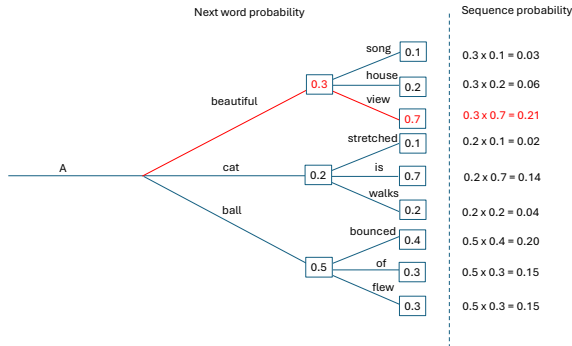 Next word probability
Sequence probability
A
beautiful
0.3
song
0.1
0.3 x 0.1 = 0.03
house
0.2
0.3 x 0.2 = 0.06
view
0.7
0.3 x 0.7 = 0.21
cat
0.2
stretched
0.1
0.2 x 0.1 = 0.02
is
0.7
0.2 x 0.7 = 0.14
walks
0.2
0.2 x 0.2 = 0.04
ball
0.5
bounced
0.4
0.5 x 0.4 = 0.20
of
0.3
0.5 x 0.3 = 0.15
flew
0.3
0.5 x 0.3 = 0.15